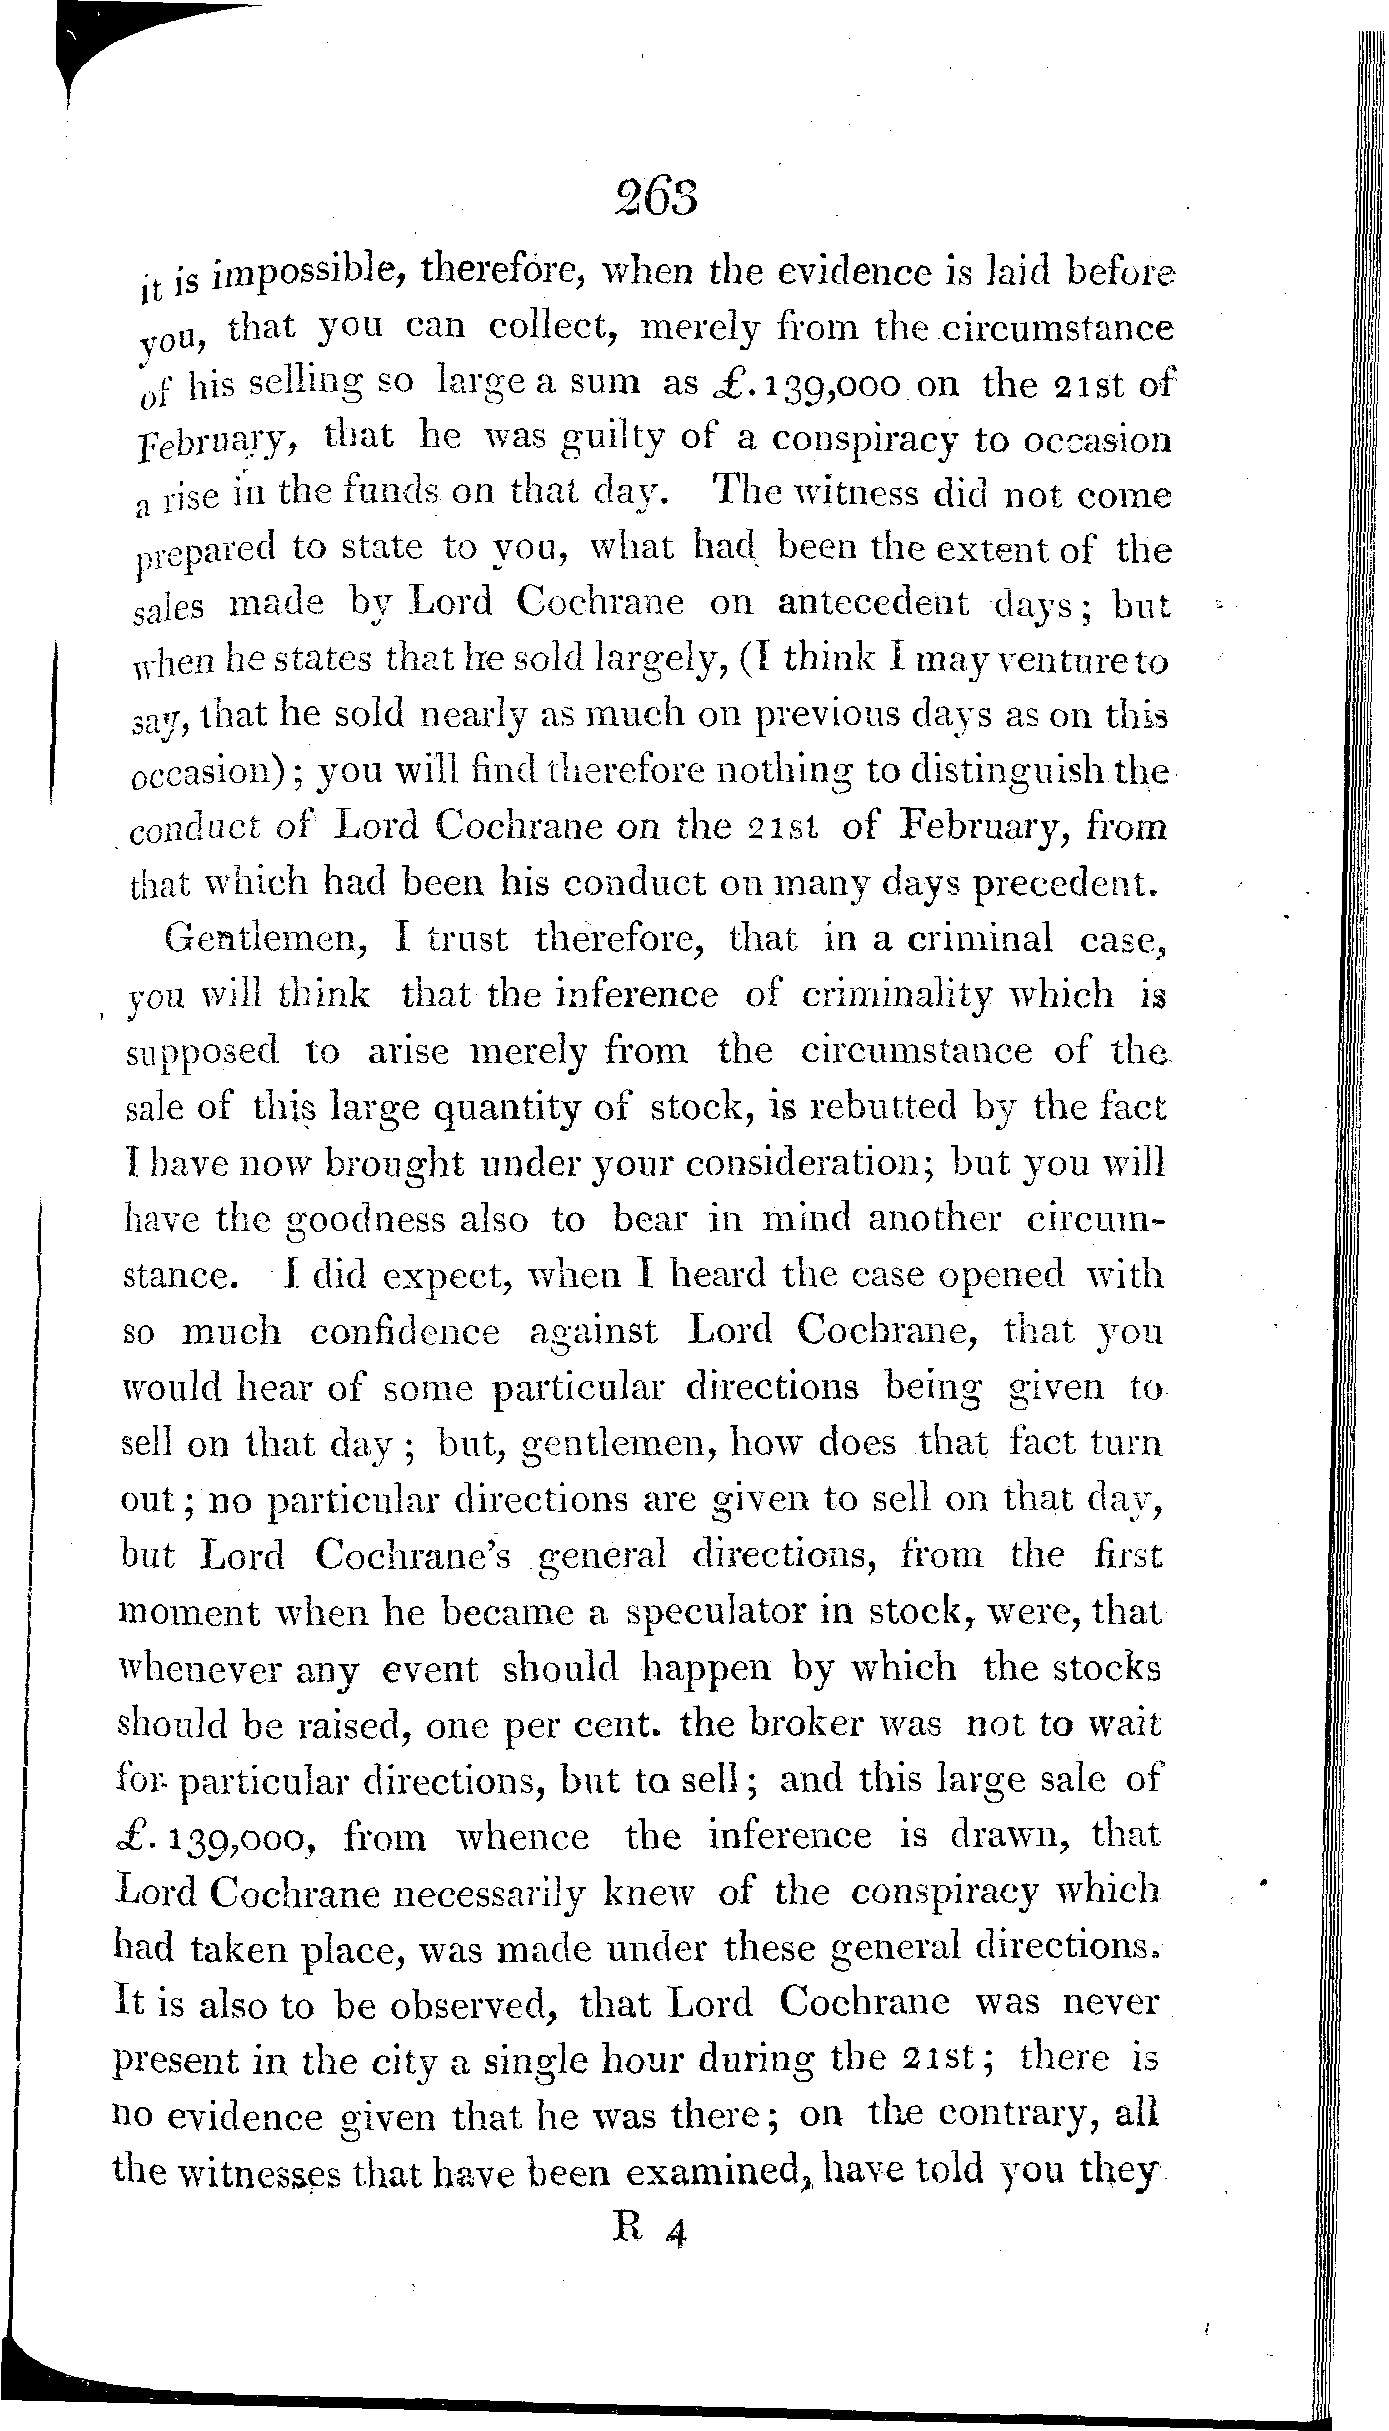 263
it is impossible, therefore, when the evidence is laid before
you, that you can collect, merely from the circumstance
of his selling so large a sum as £.139,000 on the 21st of
February, that he was guilty of a conspiracy to occasion
a rise in the funds on that day. The witness did not come
prepared to state to you, what had been the extent of the
sales made by Lord Cochrane on antecedent days; but
when he states that he sold largely, (I think I may venture to
say, that he sold nearly as much on previous days as on this
occasion); you will find therefore nothing to distinguish the
conduct of Lord Cochrane on the 21st of February, from
that which had been his conduct on many days precedent.
Gentlemen, I trust therefore, that in a criminal case,
you will think that the inference of criminality which is
supposed to arise merely from the circumstance of the
sale of this large quantity of stock, is rebutted by the fact
I have now brought under your consideration; but you will
have the goodness also to bear in mind another circum-
stance. I did expect, when I heard the case opened with
so much confidence against Lord Cochrane, that you
would hear of some particular directions being given to
sell on that day; but, gentlemen, how does that fact turn
out; no particular directions are given to sell on that day,
but Lord Cochrane's general directions, from the first
moment when he became a speculator in stock, were, that
whenever any event should happen by which the stocks
should be raised, one per cent. the broker was not to wait
for particular directions, but to sell; and this large sale of
£. 139,000, from whence the inference is drawn, that
Lord Cochrane necessarily knew of the conspiracy which
had taken place, was made under these general directions.
It is also to be observed, that Lord Cochrane was never
present in the city a single hour during the 21st; there is
no evidence given that he was there; on the contrary, all
the witnesses that have been examined, have told you they
R 4